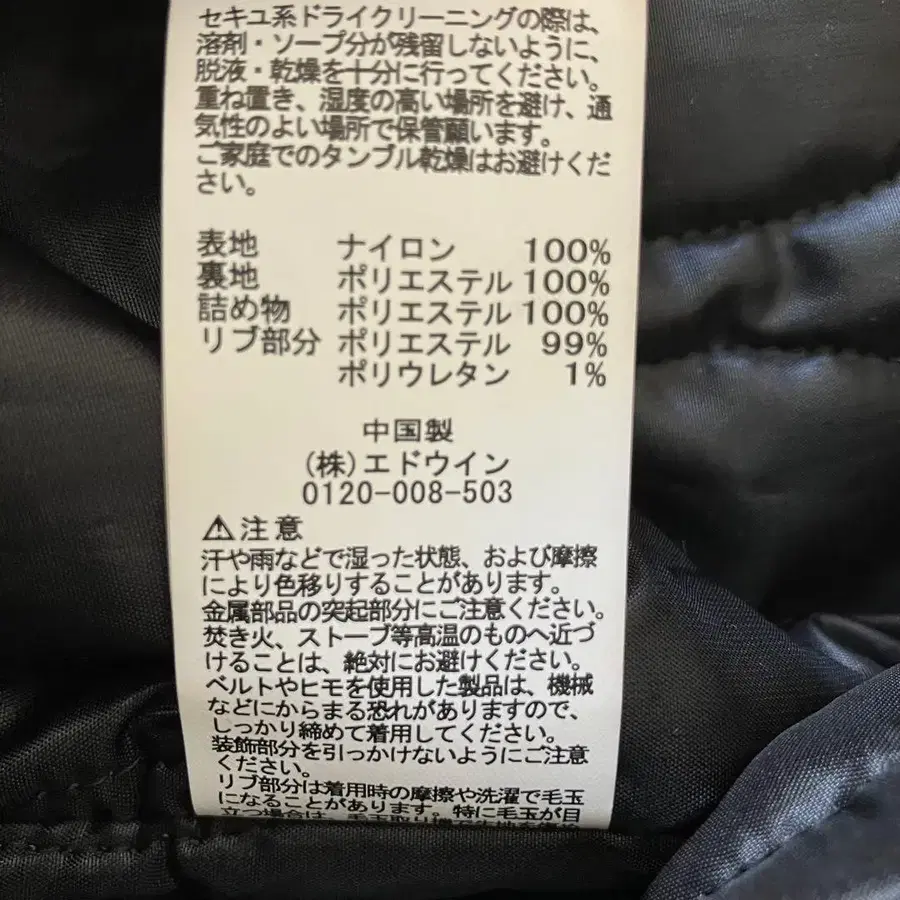 セキユ系ドライクリーニングの際は、
溶剤・ソープ分が残留しないように、
脱液・乾燥を十分に行ってください。
重ね置き、湿度の高い場所を避け、通
気性のよい場所で保管願います。
ご家庭でのタンブル乾燥はお避けくだ
さい。
表地 ナイロン 100%
裏地 ポリエステル 100%
詰め物 ポリエステル 100%
リブ部分 ポリエステル 99%
ポリウレタン 1%
中国製
(株)エドウイン
0120-008-503
⚠注意
汗や雨などで湿った状態、および摩擦
により色移りすることがあります。
金属部品の突起部分にご注意ください。
焚き火、ストーブ等高温のものへ近づ
けることは、絶対にお避けください。
ベルトやヒモを使用した製品は、機械
などにからまる恐れがありますので、
しっかり締めて着用してください。
装飾部分を引っかけないようにご注意
ください。
リブ部分は着用時の摩擦や洗濯で毛玉
になることがあります。特に毛玉が目
立つ場合は、毛玉取り機